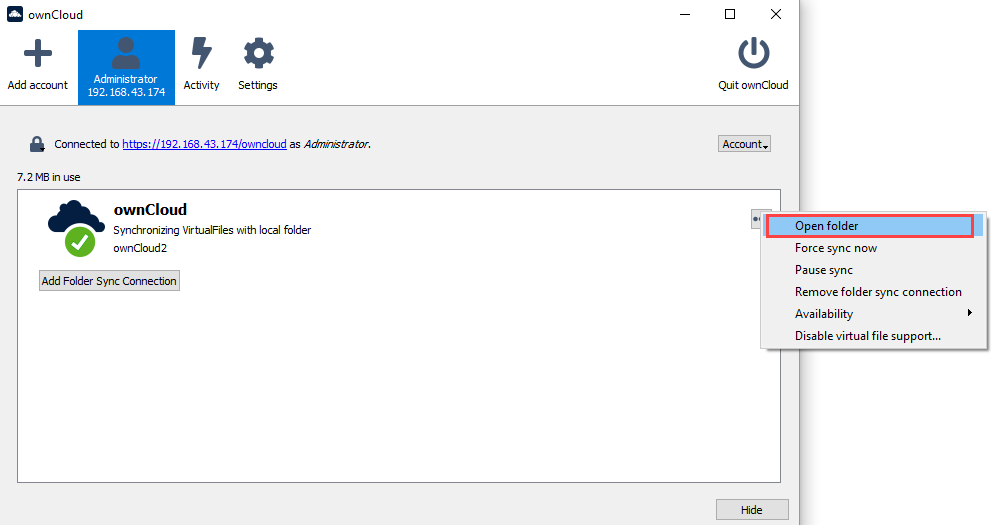 ownCloud
Add account
Administrator
192.168.43.174
Activity
Settings
Quit ownCloud
Connected to https://192.168.43.174/owncloud as Administrator.
Account
7.2 MB in use
ownCloud
Synchronizing VirtualFiles with local folder
ownCloud2
Add Folder Sync Connection
Open folder
Force sync now
Pause sync
Remove folder sync connection
Availability
Disable virtual file support...
Hide